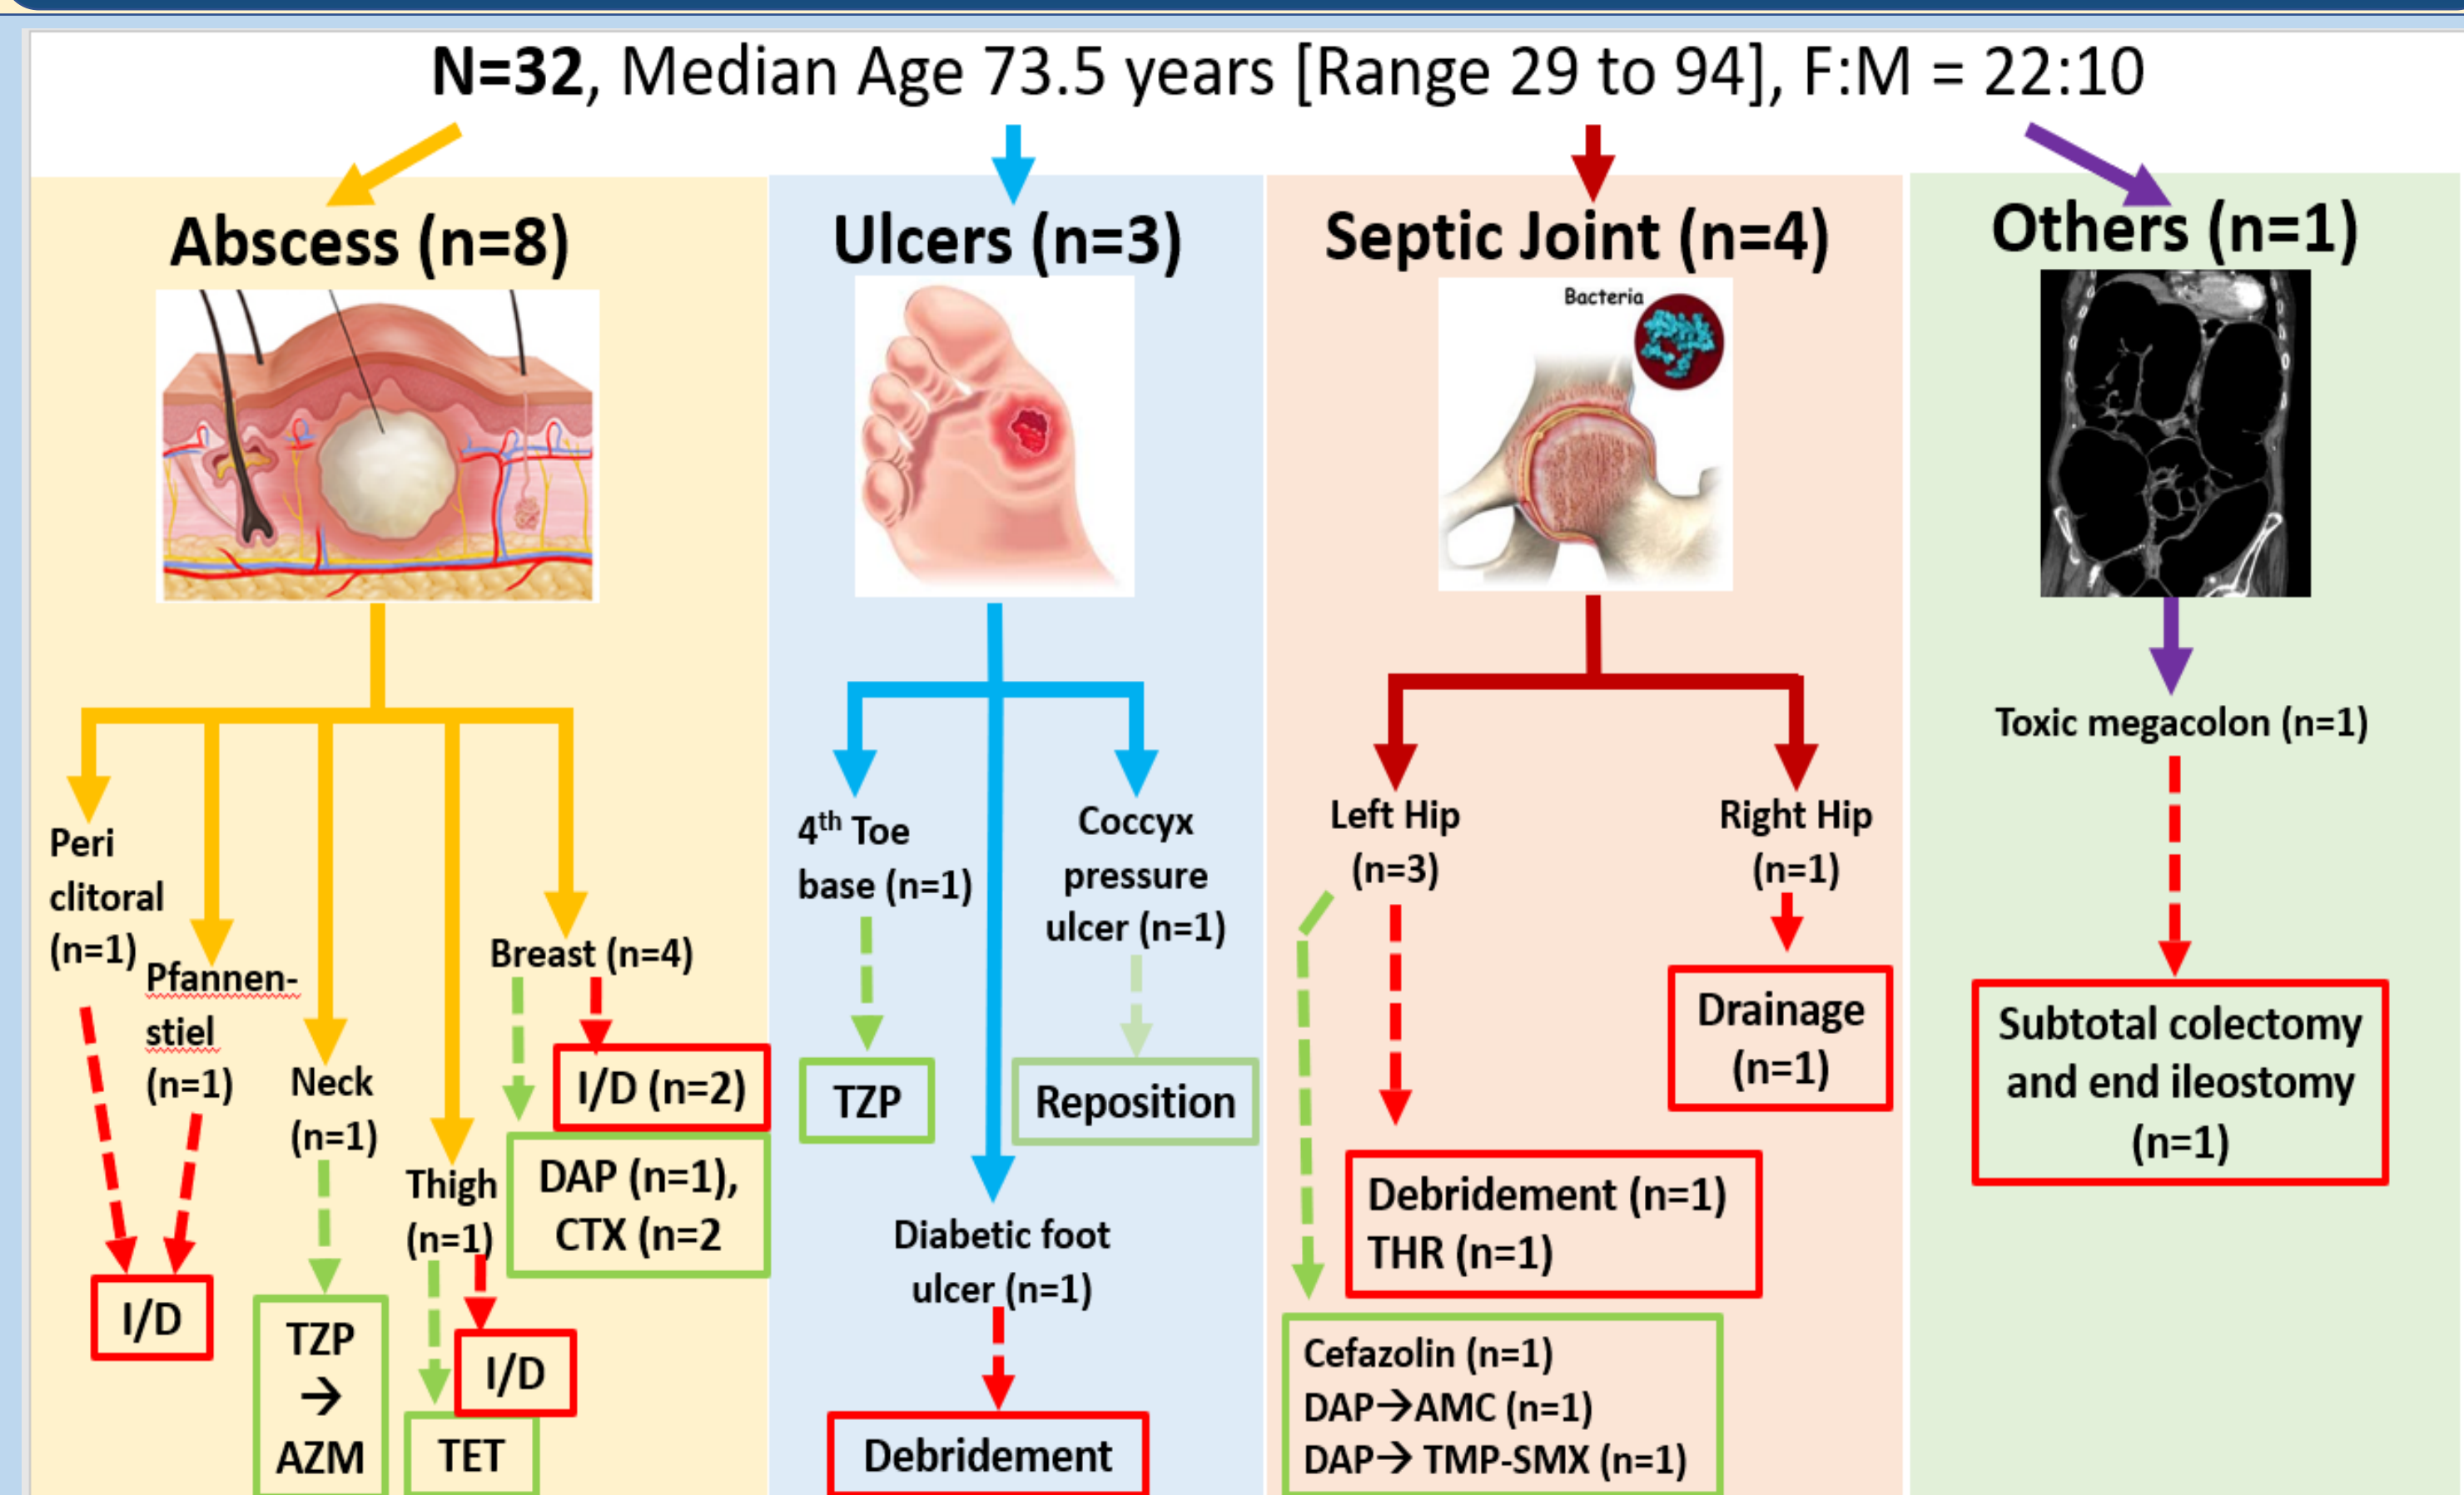 N=32, Median Age 73.5 years [Range 29 to 94], F:M = 22:10
Abscess (n=8)
Peri
clitoral
(n=1)
Pfannen-
stiel
(n=1)
I/D
Neck
(n=1)
TZP
→
AZM
Thigh
(n=1)
I/D
TET
Breast (n=4)
I/D (n=2)
DAP (n=1),
CTX (n=2
Ulcers (n=3)
4th Toe
base (n=1)
TZP
Diabetic foot
ulcer (n=1)
Debridement
Coccyx
pressure
ulcer (n=1)
Reposition
Septic Joint (n=4)
Bacteria
Left Hip
(n=3)
Debridement (n=1)
THR (n=1)
Cefazolin (n=1)
DAP→AMC (n=1)
DAP→ TMP-SMX (n=1)
Right Hip
(n=1)
Drainage
(n=1)
Others (n=1)
Toxic megacolon (n=1)
Subtotal colectomy
and end ileostomy
(n=1)